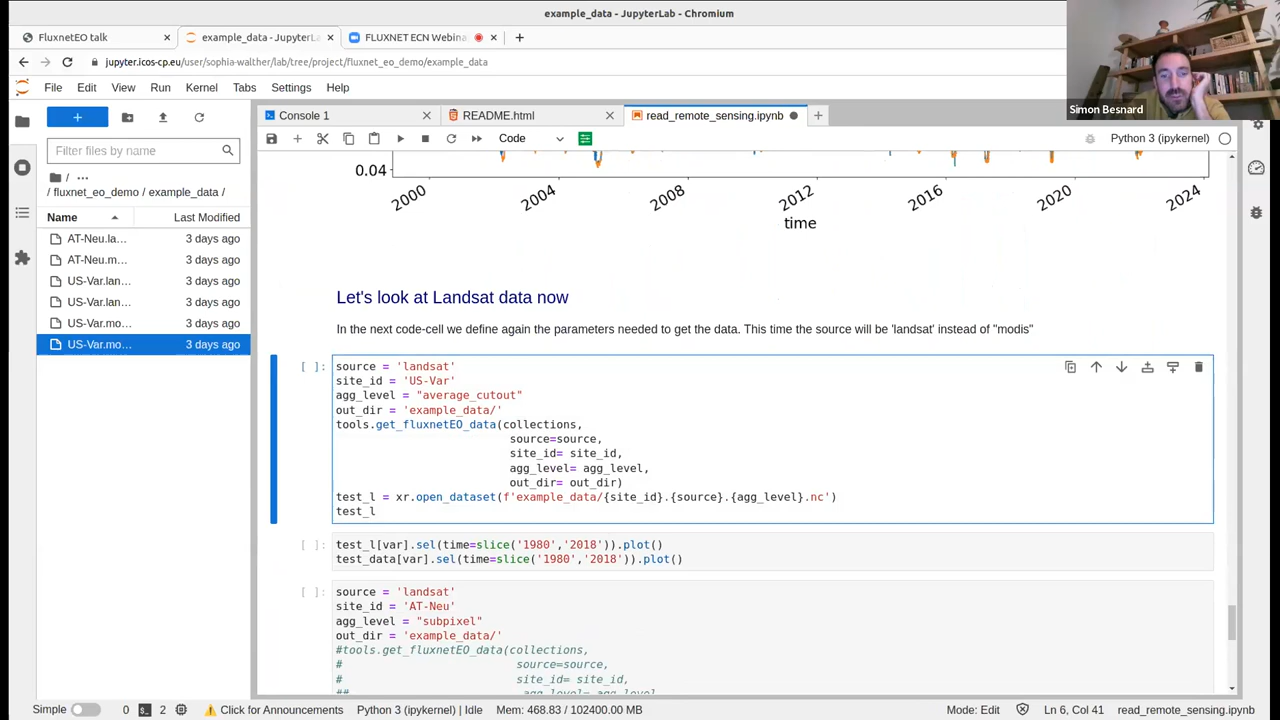 example_data - JupyterLab - Chromium
FluxnetEO talk
example_data - JupyterLa
FLUXNET ECN Webina
jupyter.icos-cp.eu/user/sophia-walther/lab/tree/project/fluxnet_eo_demo/example_data
Simon Besnard
File Edit View Run Kernel Tabs Settings Help
Console 1
README.html
read_remote_sensing.ipynb
Filter files by name
Code
Python 3 (ipykernel)
/ ...
/ fluxnet_eo_demo / example_data /
Name
Last Modified
AT-Neu.la... 3 days ago
AT-Neu.m... 3 days ago
US-Var.lan... 3 days ago
US-Var.lan... 3 days ago
US-Var.mo... 3 days ago
US-Var.mo... 3 days ago
0.04
2000 2004 2008 2012 2016 2020 2024
time
Let's look at Landsat data now
In the next code-cell we define again the parameters needed to get the data. This time the source will be 'landsat' instead of "modis"
[ ]: source = 'landsat'
site_id = 'US-Var'
agg_level = "average_cutout"
out_dir = 'example_data/'
tools.get_fluxnetEO_data(collections,
source=source,
site_id= site_id,
agg_level= agg_level,
out_dir= out_dir)
test_l = xr.open_dataset(f'example_data/{site_id}.{source}.{agg_level}.nc')
test_l
[ ]: test_l[var].sel(time=slice('1980','2018')).plot()
test_data[var].sel(time=slice('1980','2018')).plot()
[ ]: source = 'landsat'
site_id = 'AT-Neu'
agg_level = "subpixel"
out_dir = 'example_data/'
#tools.get_fluxnetEO_data(collections,
# source=source,
# site_id= site_id,
## agg_level= agg_level,
Simple
0
2
Click for Announcements
Python 3 (ipykernel) | Idle
Mem: 468.83 / 102400.00 MB
Mode: Edit
Ln 6, Col 41
read_remote_sensing.ipynb